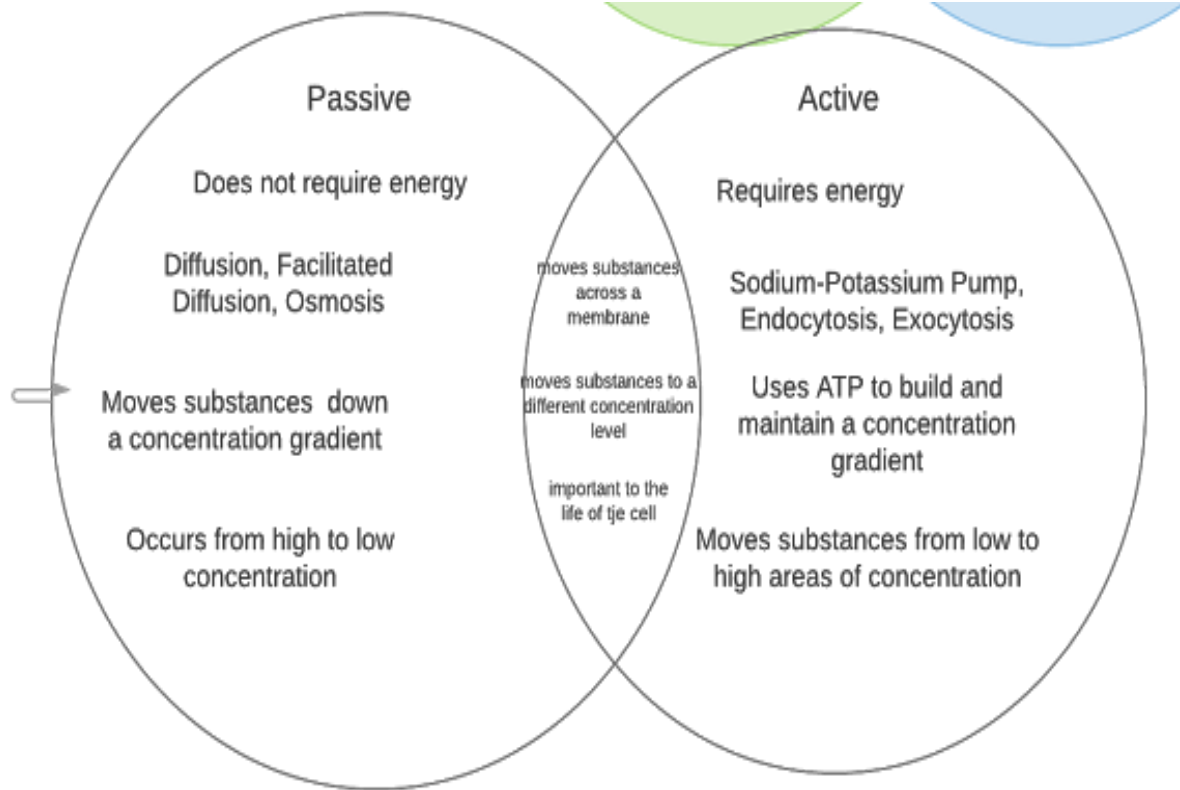 Passive
Does not require energy
Diffusion, Facilitated
Diffusion, Osmosis
Moves substances down
a concentration gradient
Occurs from high to low
concentration
moves substances
across a
membrane
moves substances to a
different concentration
level
important to the
life of tje cell
Active
Requires energy
Sodium-Potassium Pump,
Endocytosis, Exocytosis
Uses ATP to build and
maintain a concentration
gradient
Moves substances from low to
high areas of concentration